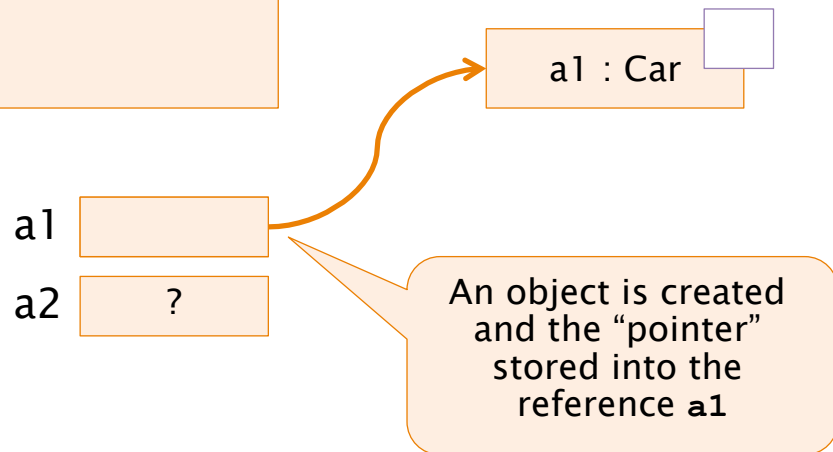 a1 : Car
a1
a2 ?
An object is created
and the “pointer”
stored into the
reference a1